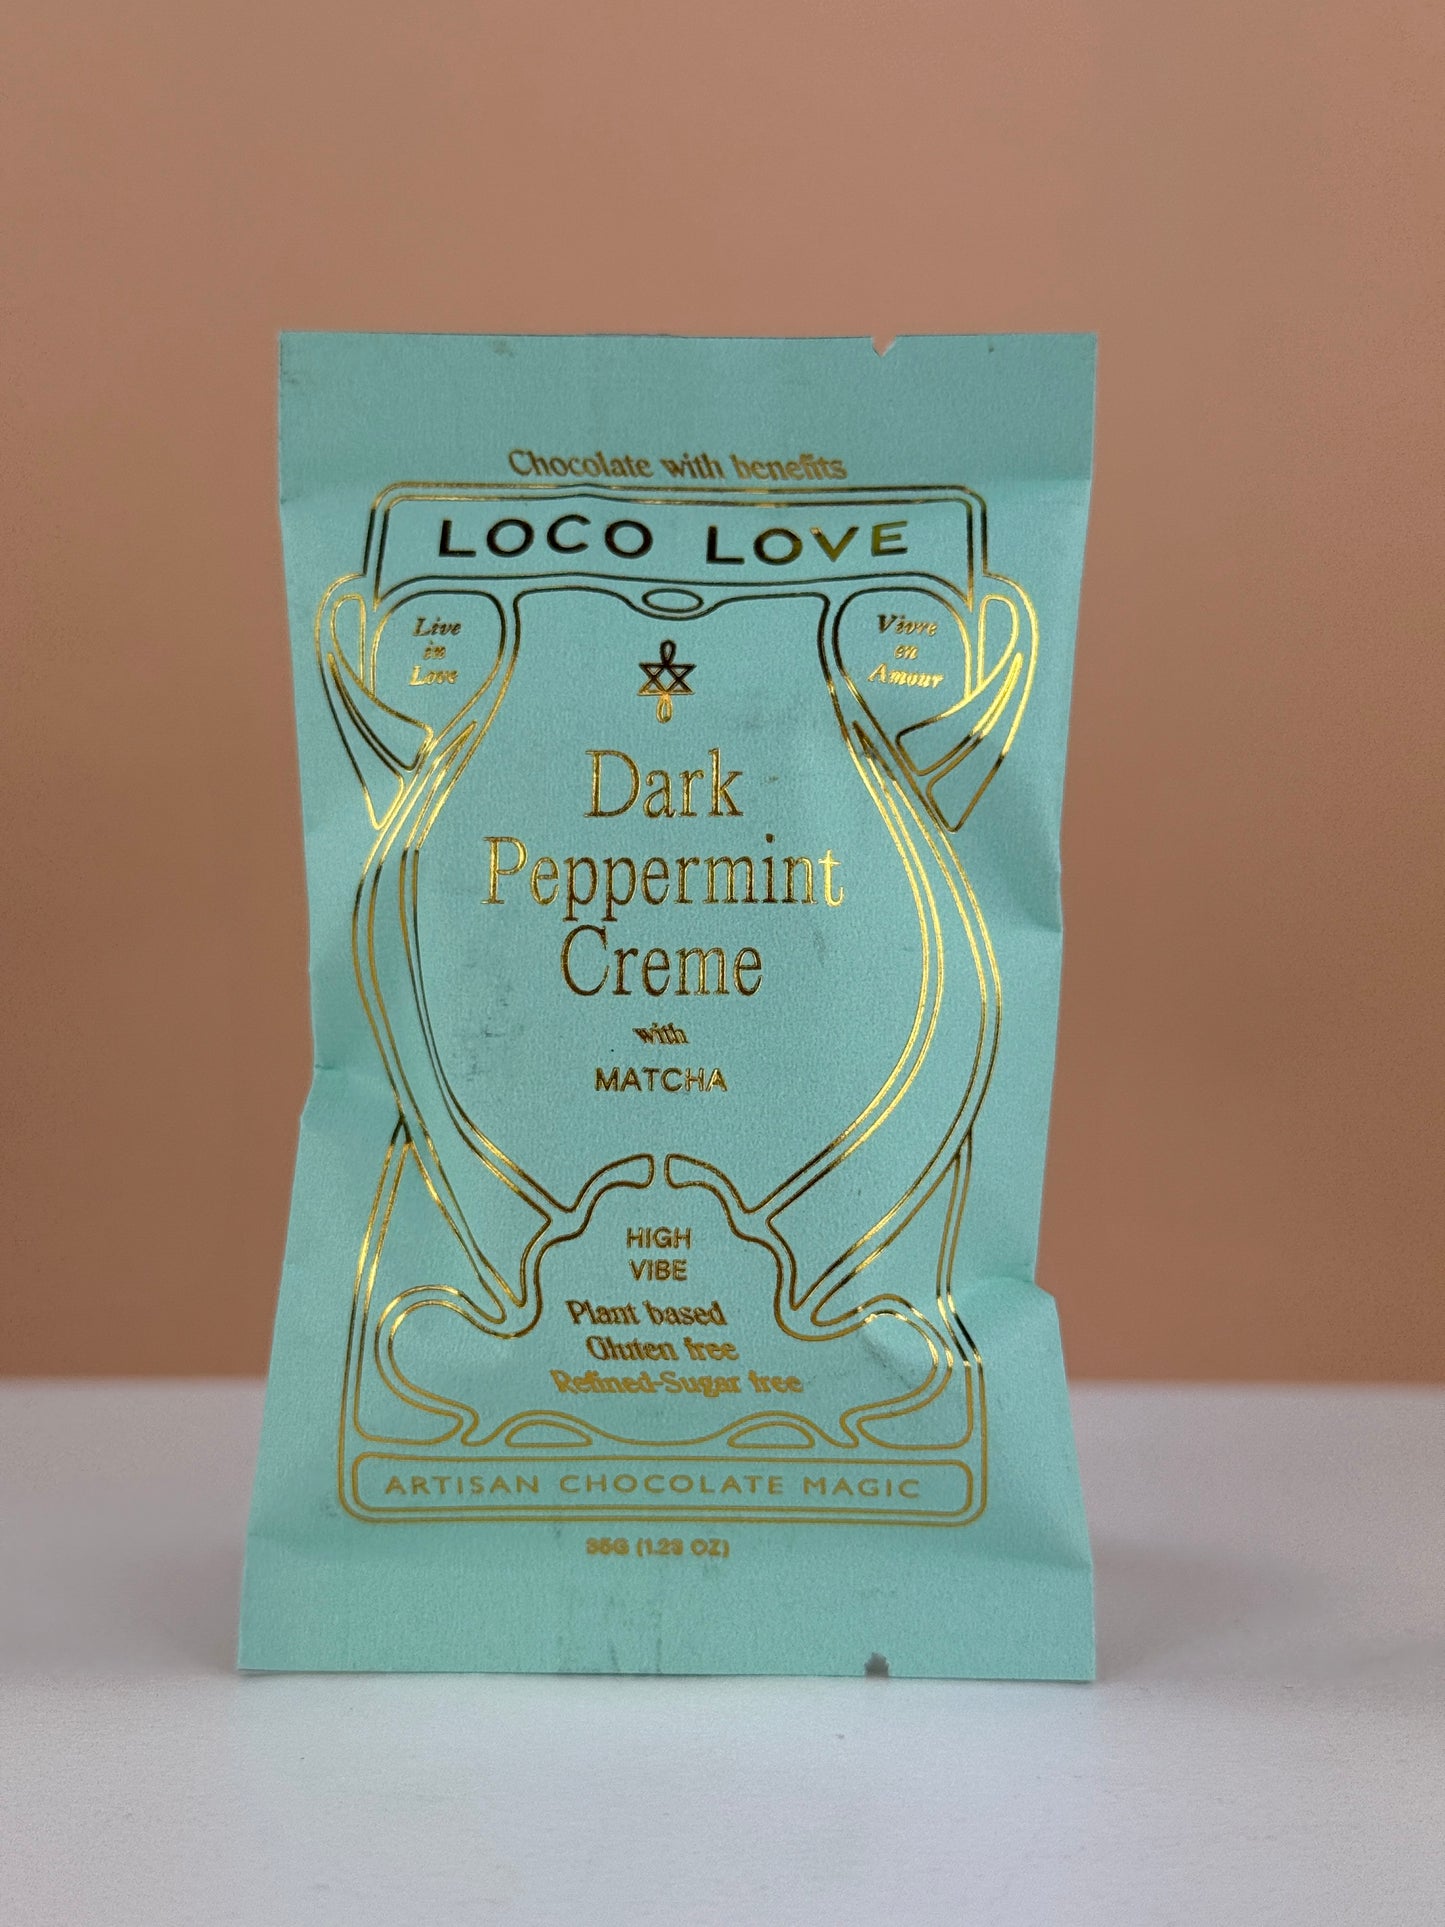 Chocolate with benefits
LOCO LOVE
Live
in
Love
Vivre
en
Amour
Dark
Peppermint
Creme
with
MATCHA
HIGH
VIBE
Plant based
Gluten free
Refined-Sugar free
ARTISAN CHOCOLATE MAGIC
35G (1.23 OZ)